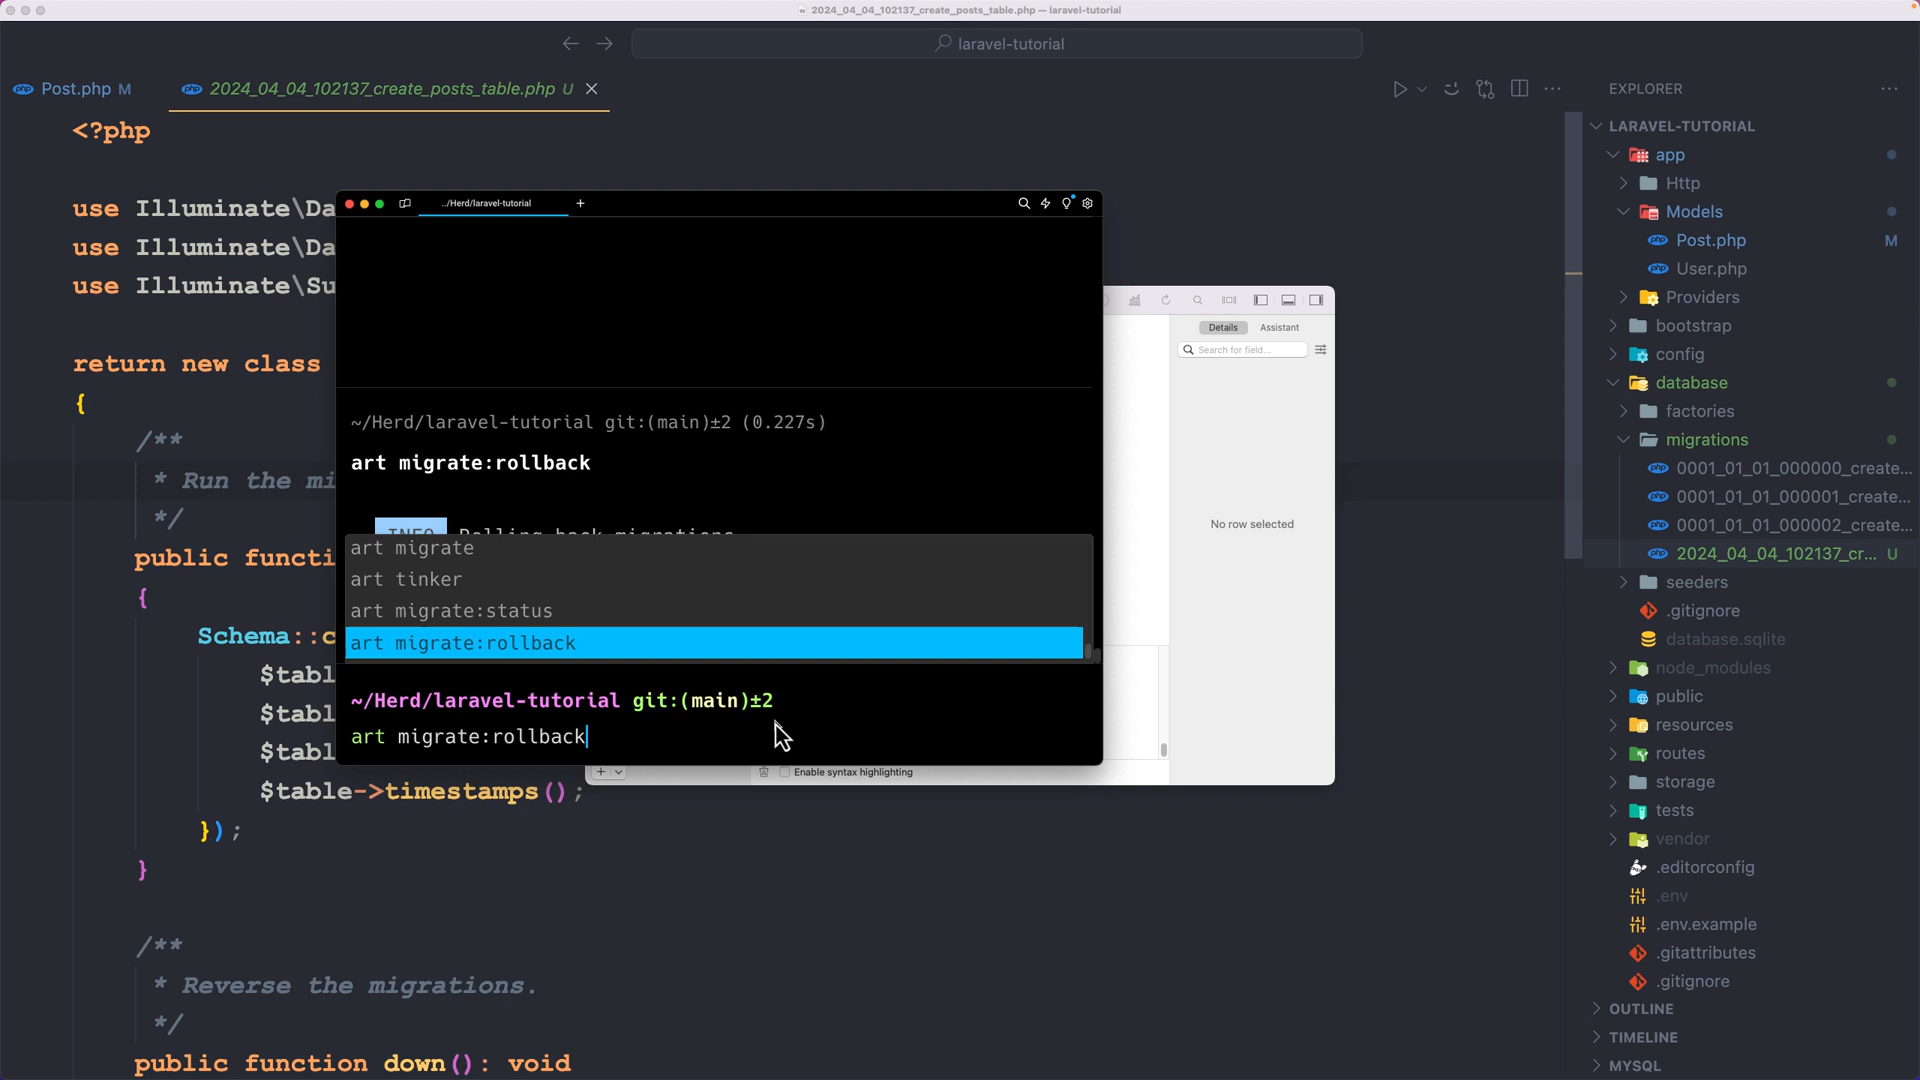 2024_04_04_102137_create_posts_table.php — laravel-tutorial
laravel-tutorial
Post.php M
2024_04_04_102137_create_posts_table.php U
<?php
use Illuminate\Da
use Illuminate\Da
use Illuminate\Su
return new class
{
/**
* Run the mi
*/
public functi
{
Schema::c
$tabl
$tabl
$tabl
$table->timestamps();
});
}
/**
* Reverse the migrations.
*/
public function down(): void
../Herd/laravel-tutorial
~/Herd/laravel-tutorial git:(main)±2 (0.227s)
art migrate:rollback
INFO Rolling back migrations.
art migrate
art tinker
art migrate:status
art migrate:rollback
~/Herd/laravel-tutorial git:(main)±2
art migrate:rollback
Details Assistant
Search for field...
No row selected
Enable syntax highlighting
EXPLORER
LARAVEL-TUTORIAL
app
Http
Models
Post.php M
User.php
Providers
bootstrap
config
database
factories
migrations
0001_01_01_000000_create...
0001_01_01_000001_create...
0001_01_01_000002_create...
2024_04_04_102137_cr... U
seeders
.gitignore
database.sqlite
node_modules
public
resources
routes
storage
tests
vendor
.editorconfig
.env
.env.example
.gitattributes
.gitignore
OUTLINE
TIMELINE
MYSQL